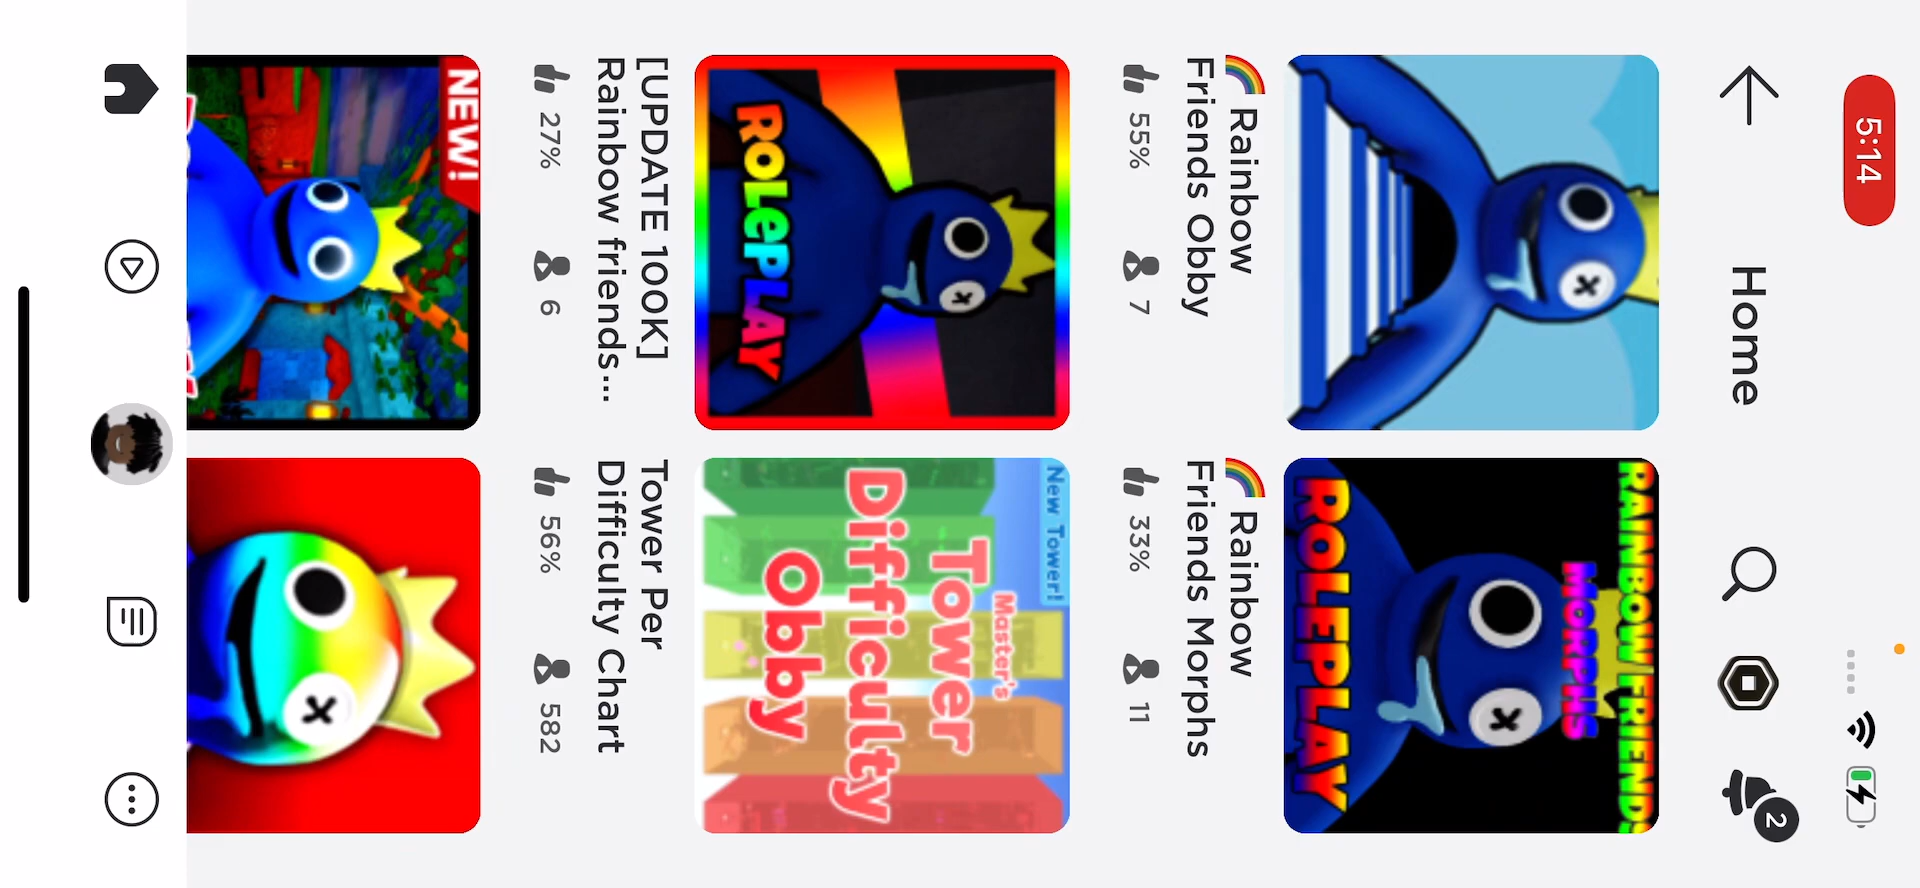 5:14
Home
2
RAINBOW FRIENDS
MORPHS
ROLEPLAY
🌈 Rainbow
Friends Obby
55% 7
🌈 Rainbow
Friends Morphs
33% 11
ROLEPLAY
New Tower!
Master's
Tower
Difficulty
Obby
[UPDATE 100K]
Rainbow friends...
27% 6
Tower Per
Difficulty Chart
56% 582
NEW!